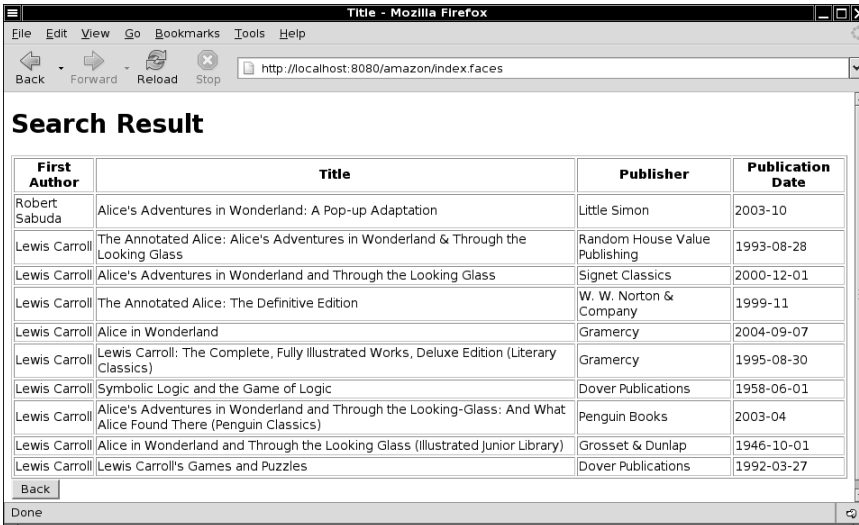 Title - Mozilla Firefox
File Edit View Go Bookmarks Tools Help
Back Forward Reload Stop
http://localhost:8080/amazon/index.faces
Search Result
First Author Title Publisher Publication Date
Robert Sabuda Alice's Adventures in Wonderland: A Pop-up Adaptation Little Simon 2003-10
Lewis Carroll The Annotated Alice: Alice's Adventures in Wonderland & Through the Looking Glass Random House Value Publishing 1993-08-28
Lewis Carroll Alice's Adventures in Wonderland and Through the Looking Glass Signet Classics 2000-12-01
Lewis Carroll The Annotated Alice: The Definitive Edition W. W. Norton & Company 1999-11
Lewis Carroll Alice in Wonderland Gramercy 2004-09-07
Lewis Carroll Lewis Carroll: The Complete, Fully Illustrated Works, Deluxe Edition (Literary Classics) Gramercy 1995-08-30
Lewis Carroll Symbolic Logic and the Game of Logic Dover Publications 1958-06-01
Lewis Carroll Alice's Adventures in Wonderland and Through the Looking-Glass: And What Alice Found There (Penguin Classics) Penguin Books 2003-04
Lewis Carroll Alice in Wonderland and Through the Looking Glass (Illustrated Junior Library) Grosset & Dunlap 1946-10-01
Lewis Carroll Lewis Carroll's Games and Puzzles Dover Publications 1992-03-27
Back
Done